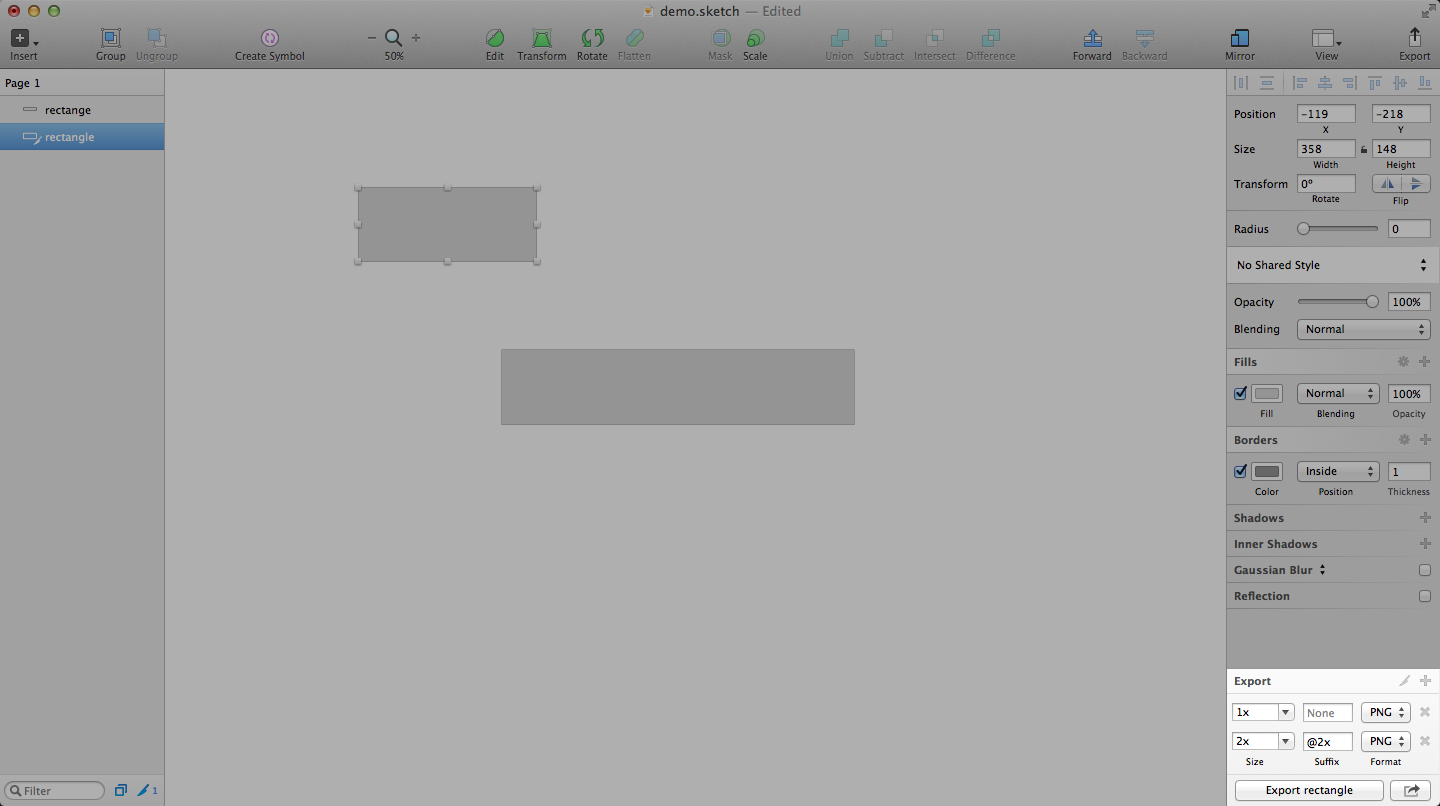 demo.sketch — Edited
Insert Group Ungroup Create Symbol 50% Edit Transform Rotate Flatten Mask Scale Union Subtract Intersect Difference Forward Backward Mirror View Export
Page 1
rectange
rectangle
Position -119 -218
X Y
Size 358 148
Width Height
Transform 0º
Rotate Flip
Radius 0
No Shared Style
Opacity 100%
Blending Normal
Fills
Normal 100%
Fill Blending Opacity
Borders
Inside 1
Color Position Thickness
Shadows
Inner Shadows
Gaussian Blur
Reflection
Export
1x None PNG
2x @2x PNG
Size Suffix Format
Export rectangle
Filter 1